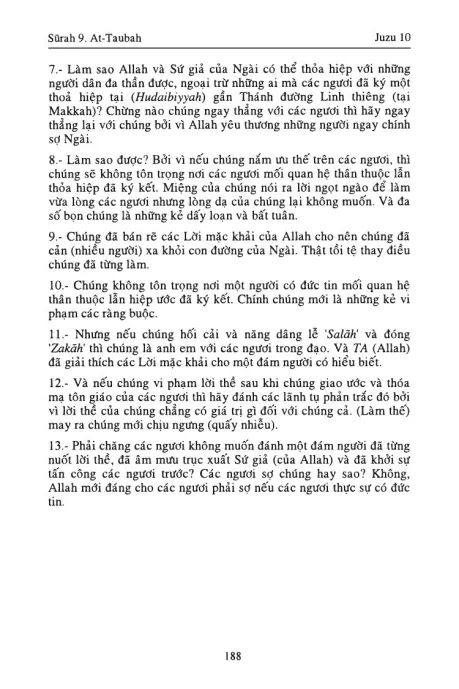 Sūrah 9. At-Taubah Juzu 10
7.- Làm sao Allah và Sứ giả của Ngài có thể thỏa hiệp với những
người dân đa thần được, ngoại trừ những ai mà các ngươi đã ký một
thoả hiệp tại (Hudaibiyyah) gần Thánh đường Linh thiêng (tại
Makkah)? Chừng nào chúng ngay thẳng với các ngươi thì hãy ngay
thẳng lại với chúng bởi vì Allah yêu thương những người ngay chính
sợ Ngài.
8.- Làm sao được? Bởi vì nếu chúng nắm ưu thế trên các ngươi, thì
chúng sẽ không tôn trọng nơi các ngươi mối quan hệ thân thuộc lẫn
thỏa hiệp đã ký kết. Miệng của chúng nói ra lời ngọt ngào để làm
vừa lòng các ngươi nhưng lòng dạ của chúng lại không muốn. Và đa
số bọn chúng là những kẻ dấy loạn và bất tuân.
9.- Chúng đã bán rẽ các Lời mặc khải của Allah cho nên chúng đã
cản (nhiều người) xa khỏi con đường của Ngài. Thật tồi tệ thay điều
chúng đã từng làm.
10.- Chúng không tôn trọng nơi một người có đức tin mối quan hệ
thân thuộc lẫn hiệp ước đã ký kết. Chính chúng mới là những kẻ vi
phạm các ràng buộc.
11.- Nhưng nếu chúng hối cải và năng dâng lễ 'Salāh' và đóng
'Zakāh' thì chúng là anh em với các ngươi trong đạo. Và TA (Allah)
đã giải thích các Lời mặc khải cho một đám người có hiểu biết.
12.- Và nếu chúng vi phạm lời thề sau khi chúng giao ước và thóa
mạ tôn giáo của các ngươi thì hãy đánh các lãnh tụ phản trắc đó bởi
vì lời thề của chúng chẳng có giá trị gì đối với chúng cả. (Làm thế)
may ra chúng mới chịu ngưng (quấy nhiễu).
13.- Phải chăng các ngươi không muốn đánh một đám người đã từng
nuốt lời thề, đã âm mưu trục xuất Sứ giả (của Allah) và đã khởi sự
tấn công các ngươi trước? Các ngươi sợ chúng hay sao? Không,
Allah mới đáng cho các ngươi phải sợ nếu các ngươi thực sự có đức
tin.
188